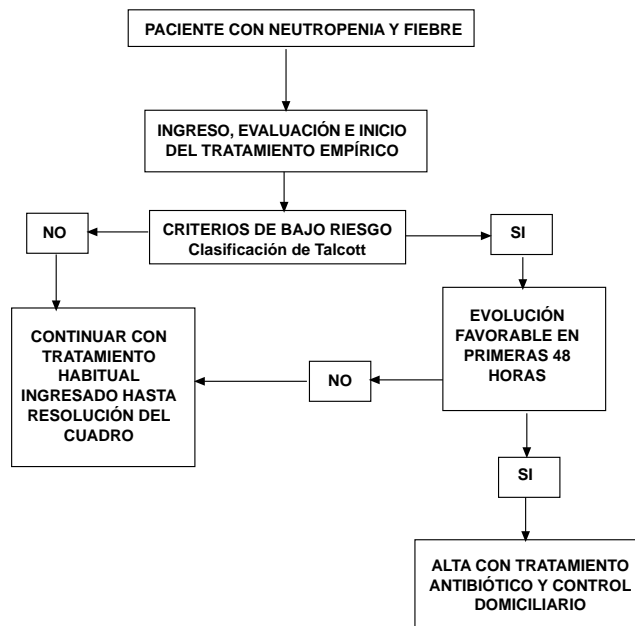 PACIENTE CON NEUTROPENIA Y FIEBRE
INGRESO, EVALUACIÓN E INICIO
DEL TRATAMIENTO EMPÍRICO
NO
CRITERIOS DE BAJO RIESGO
Clasificación de Talcott
SI
CONTINUAR CON
TRATAMIENTO
HABITUAL
INGRESADO HASTA
RESOLUCIÓN DEL
CUADRO
NO
EVOLUCIÓN
FAVORABLE EN
PRIMERAS 48
HORAS
SI
ALTA CON TRATAMIENTO
ANTIBIÓTICO Y CONTROL
DOMICILIARIO